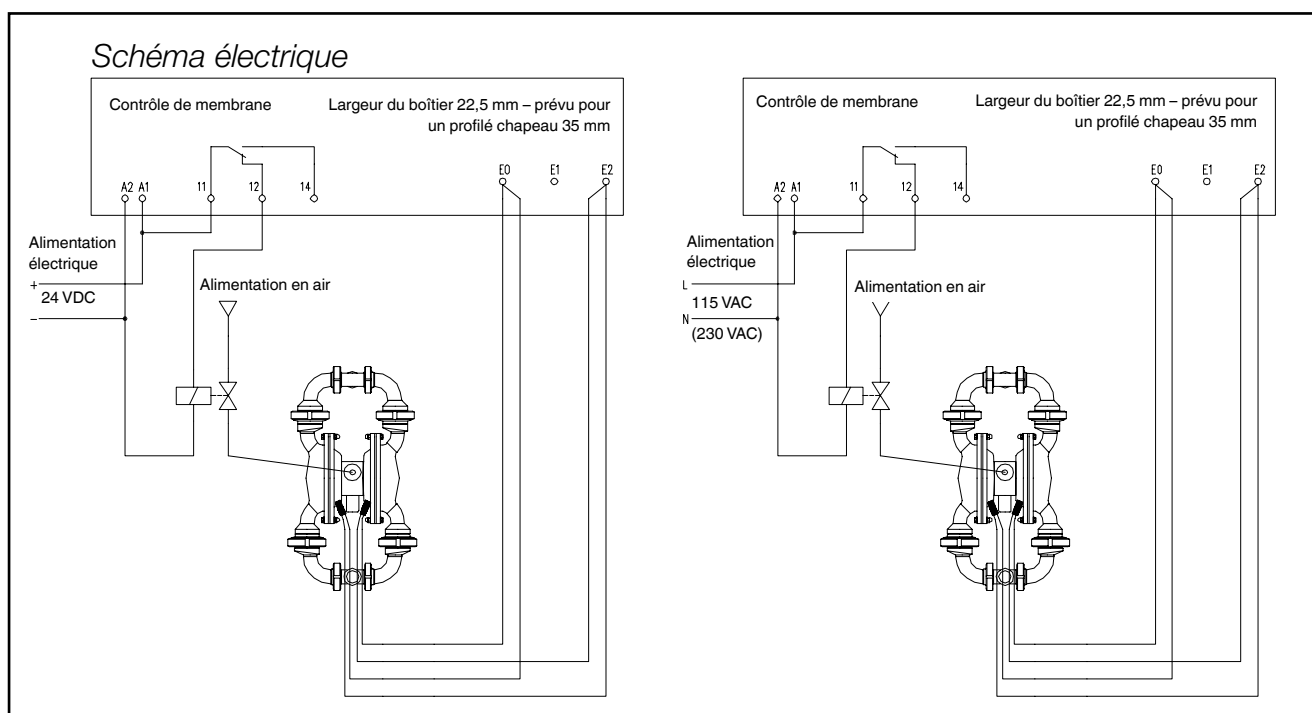 Schéma électrique
Contrôle de membrane
Largeur du boîtier 22,5 mm – prévu pour
un profilé chapeau 35 mm
A2 A1 11 12 14 E0 E1 E2
Alimentation
électrique
+
24 VDC
–
Alimentation en air
Contrôle de membrane
Largeur du boîtier 22,5 mm – prévu pour
un profilé chapeau 35 mm
A2 A1 11 12 14 E0 E1 E2
Alimentation
électrique
L
115 VAC
N
(230 VAC)
Alimentation en air